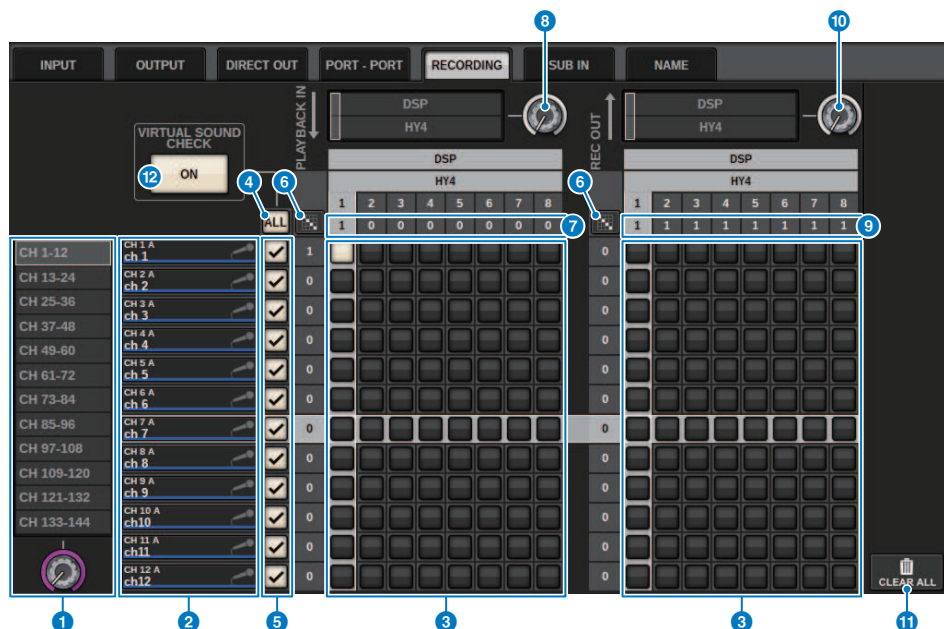 8
10
INPUT OUTPUT DIRECT OUT PORT - PORT RECORDING SUB IN NAME
PLAYBACK IN
DSP
HY4
REC OUT
DSP
HY4
VIRTUAL SOUND
CHECK
ON
12
4
6
6
DSP
HY4
1 2 3 4 5 6 7 8
DSP
HY4
1 2 3 4 5 6 7 8
ALL
1 0 0 0 0 0 0 0
7
1 1 1 1 1 1 1 1
9
CH 1-12
CH 13-24
CH 25-36
CH 37-48
CH 49-60
CH 61-72
CH 73-84
CH 85-96
CH 97-108
CH 109-120
CH 121-132
CH 133-144
CH 1 A
ch 1
1
0
CH 2 A
ch 2
0
0
CH 3 A
ch 3
0
0
CH 4 A
ch 4
0
0
CH 5 A
ch 5
0
0
CH 6 A
ch 6
0
0
CH 7 A
ch 7
0
0
CH 8 A
ch 8
0
0
CH 9 A
ch 9
0
0
CH 10 A
ch10
0
0
CH 11 A
ch11
0
0
CH 12 A
ch12
0
0
CLEAR ALL
1
2
5
3
3
11